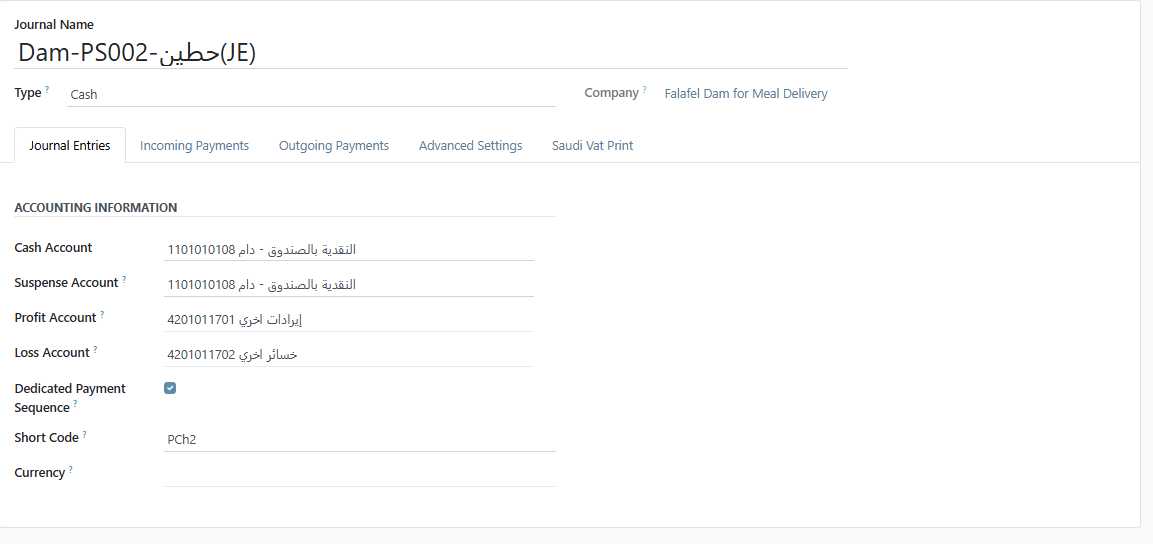 Journal Name
Dam-PS002-حطين(JE)
Type ? Cash
Company ? Falafel Dam for Meal Delivery
Journal Entries Incoming Payments Outgoing Payments Advanced Settings Saudi Vat Print
ACCOUNTING INFORMATION
Cash Account 1101010108 النقدية بالصندوق - دام
Suspense Account ? 1101010108 النقدية بالصندوق - دام
Profit Account ? 4201011701 إيرادات اخري
Loss Account ? 4201011702 خسائر اخري
Dedicated Payment
Sequence ?
Short Code ? PCh2
Currency ?